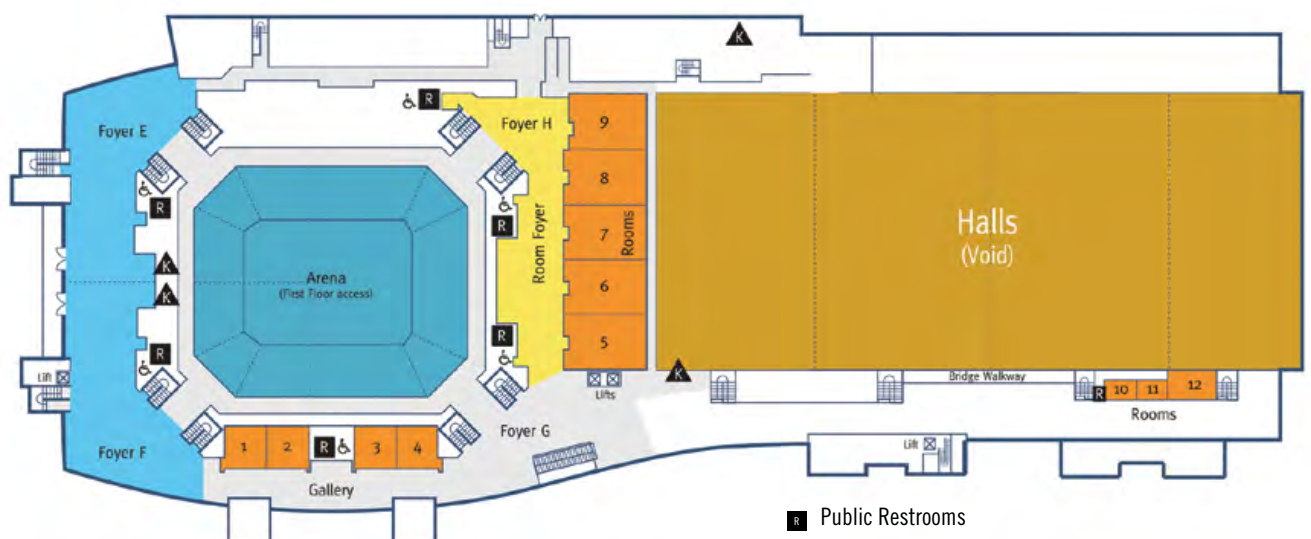 K
Foyer E
R
Foyer H
9
8
7
6
5
Rooms
Room Foyer
R
R
K
K
Arena
(First Floor access)
Halls
(Void)
R
R
Lift
K
Lifts
Bridge Walkway
R
10
11
12
Rooms
Foyer F
1
2
R
3
4
Foyer G
Lift
Gallery
R Public Restrooms